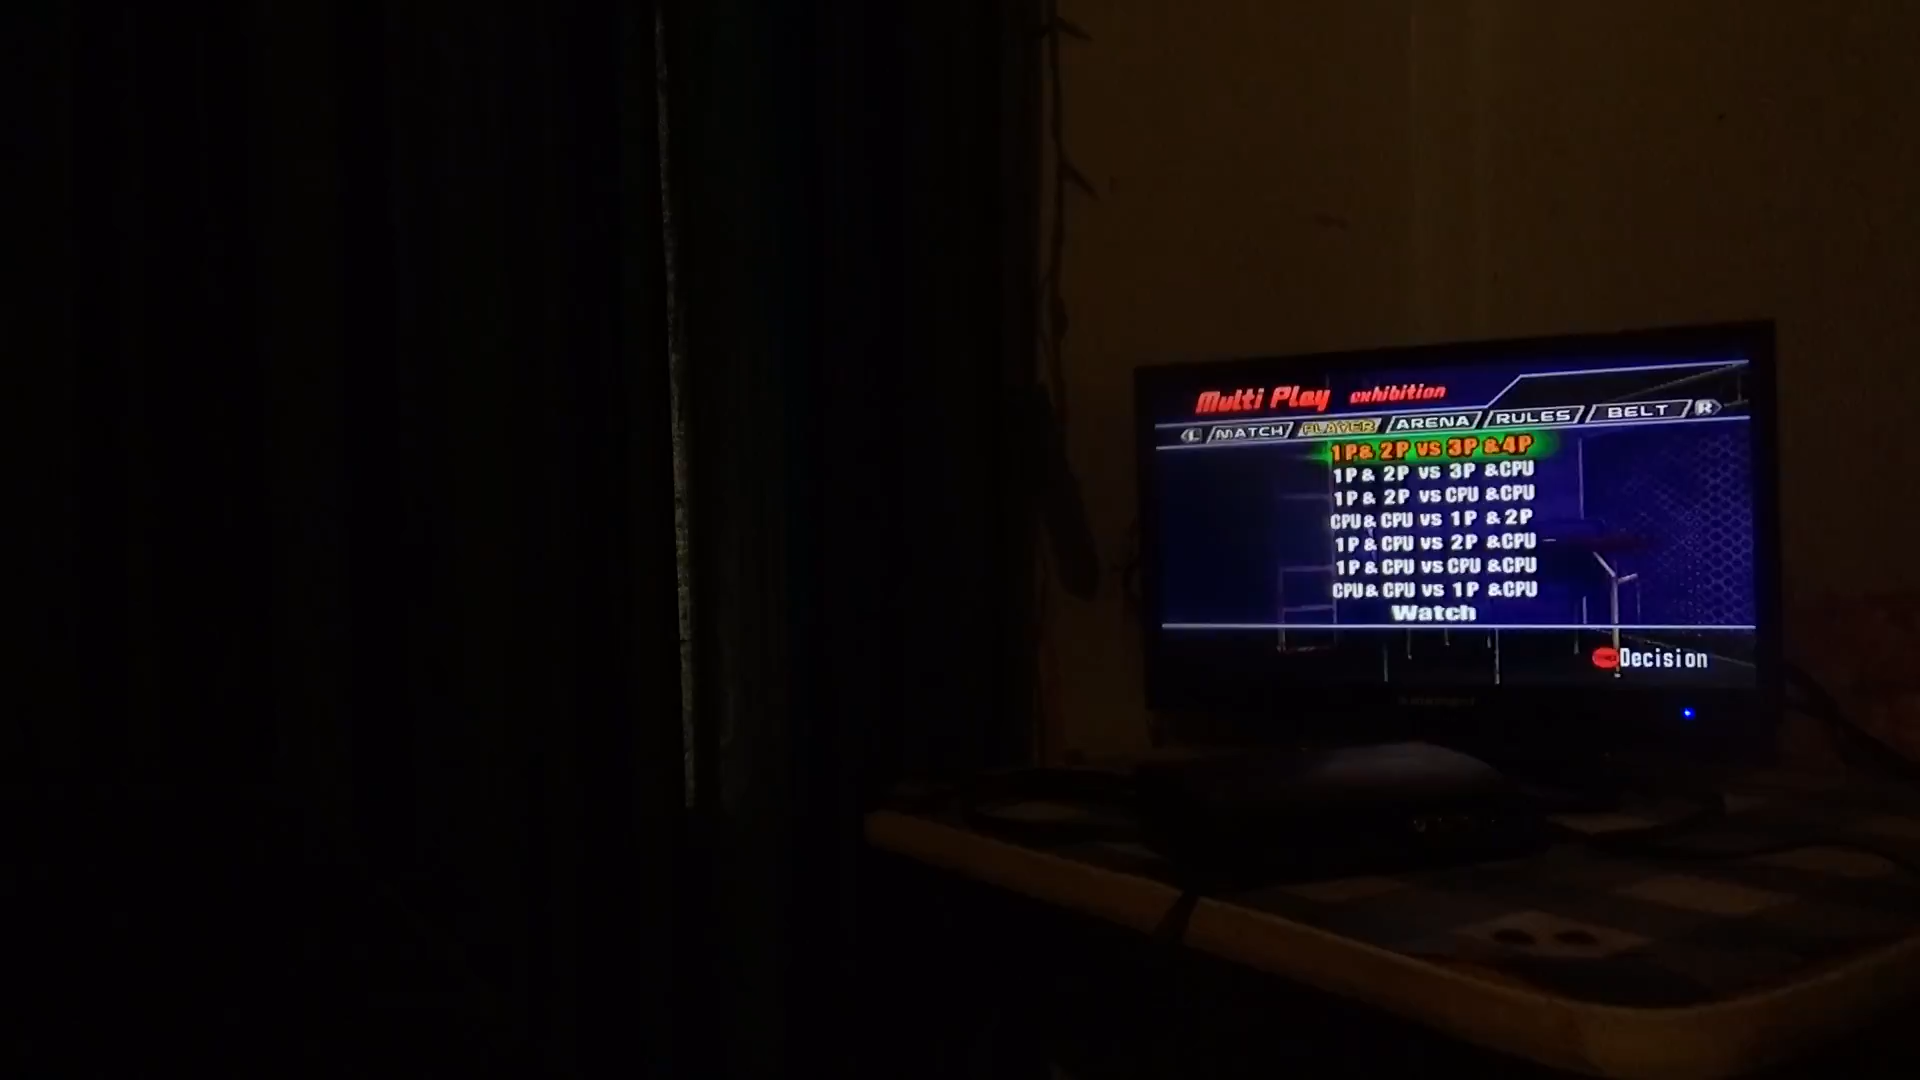 Multi Play exhibition
L MATCH PLAYER ARENA RULES BELT R
1P & 2P VS 3P & 4P
1P & 2P VS 3P & CPU
1P & 2P VS CPU & CPU
CPU & CPU VS 1P & 2P
1P & CPU VS 2P & CPU
1P & CPU VS CPU & CPU
CPU & CPU VS 1P & CPU
Watch
Decision